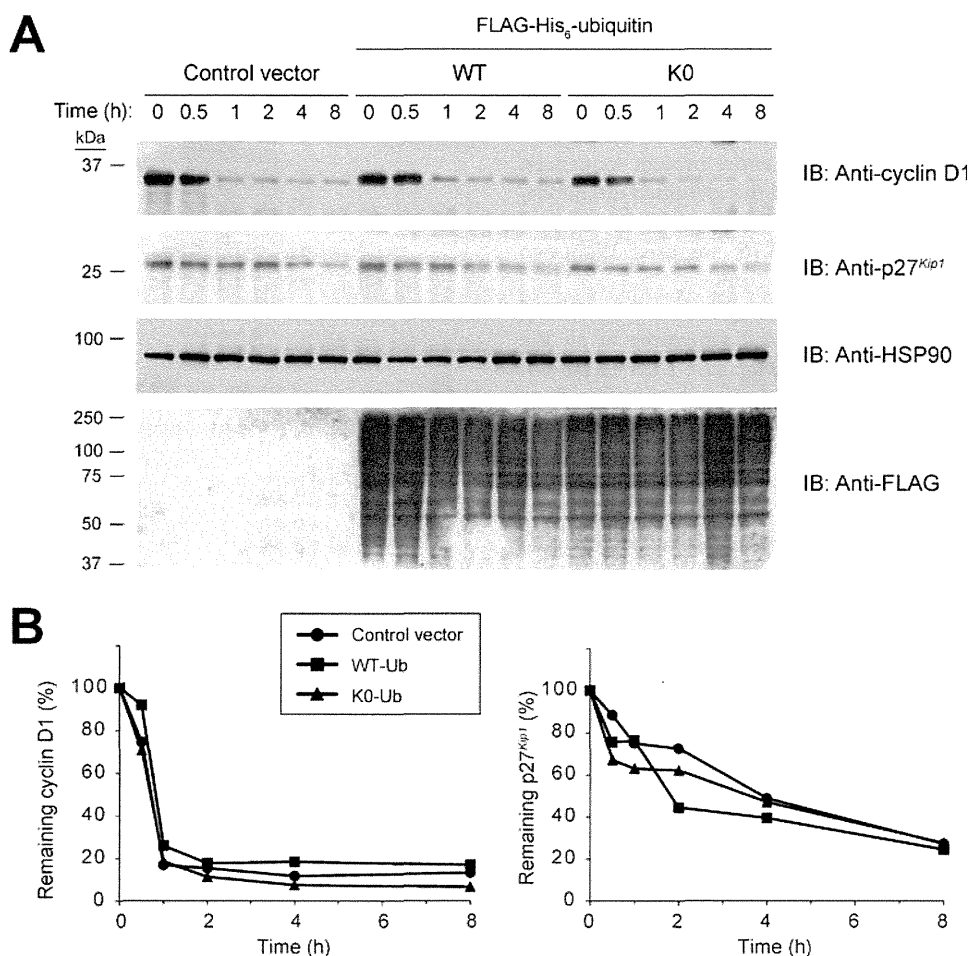 A
FLAG-His6-ubiquitin
Control vector WT K0
Time (h): 0 0.5 1 2 4 8 0 0.5 1 2 4 8 0 0.5 1 2 4 8
kDa
37
IB: Anti-cyclin D1
25
IB: Anti-p27Kip1
100
IB: Anti-HSP90
250
100
75
50
37
IB: Anti-FLAG
B
Control vector
WT-Ub
K0-Ub
Remaining cyclin D1 (%)
100
80
60
40
20
0
0 2 4 6 8
Time (h)
Remaining p27Kip1 (%)
100
80
60
40
20
0
0 2 4 6 8
Time (h)